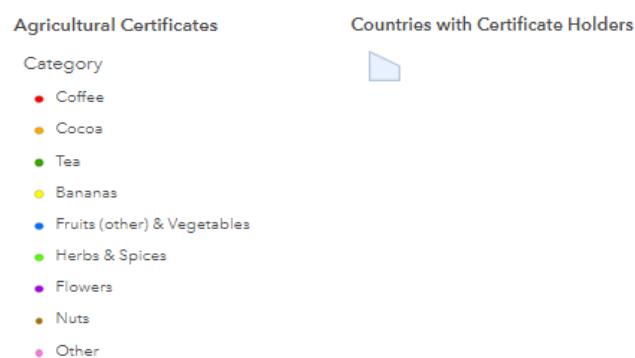 Agricultural Certificates
Countries with Certificate Holders
Category
Coffee
Cocoa
Tea
Bananas
Fruits (other) & Vegetables
Herbs & Spices
Flowers
Nuts
Other